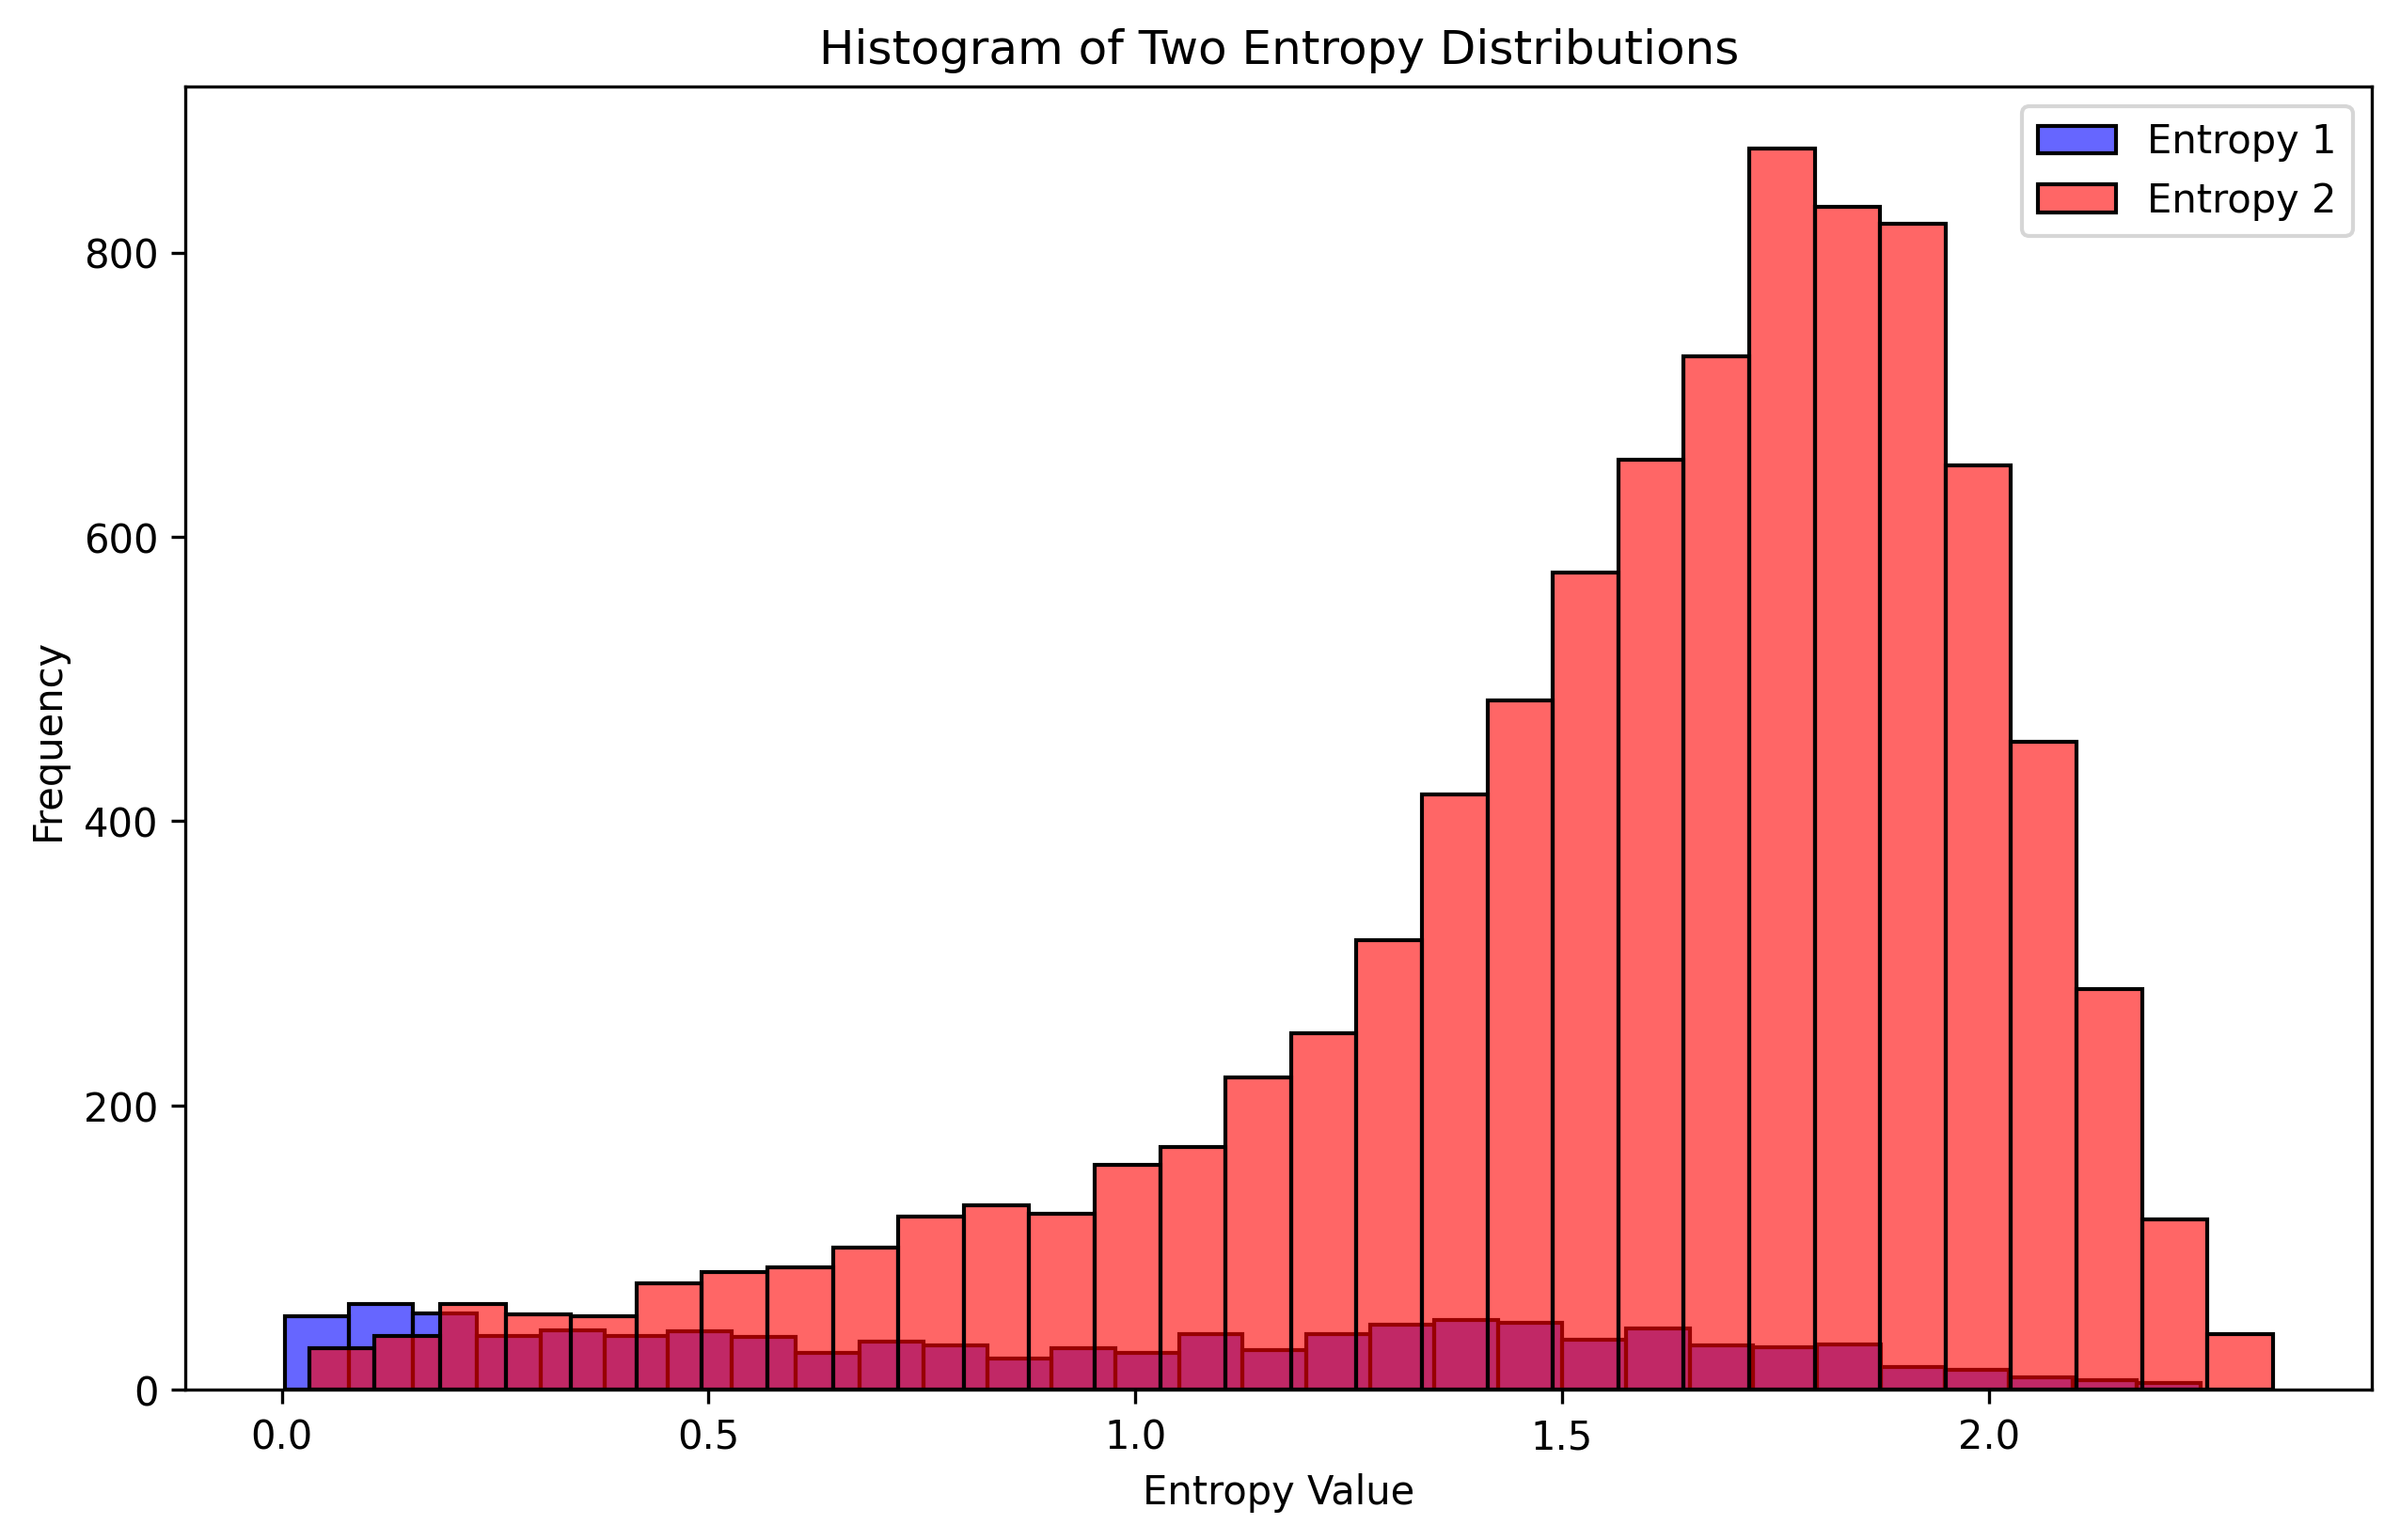 Histogram of Two Entropy Distributions
Entropy 1
Entropy 2
Frequency
800
600
400
200
0
0.0 0.5 1.0 1.5 2.0
Entropy Value